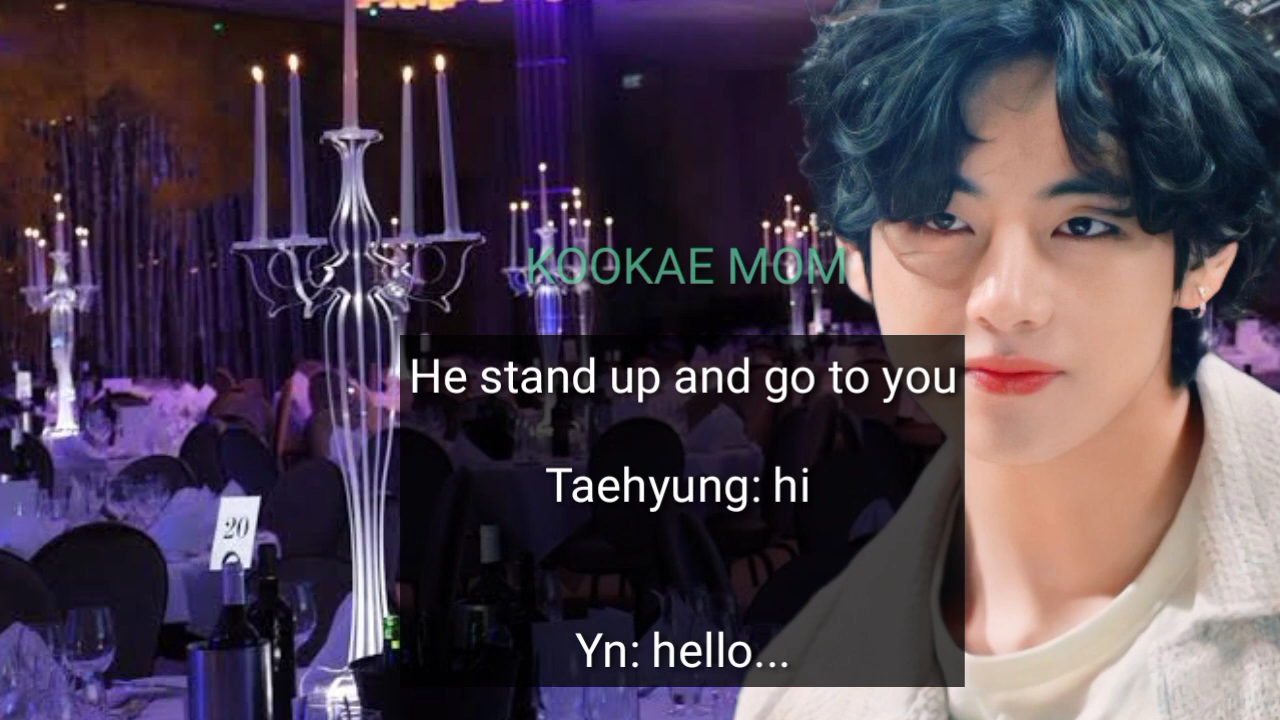 KOOKAE MOM
He stand up and go to you
Taehyung: hi
Yn: hello...
20